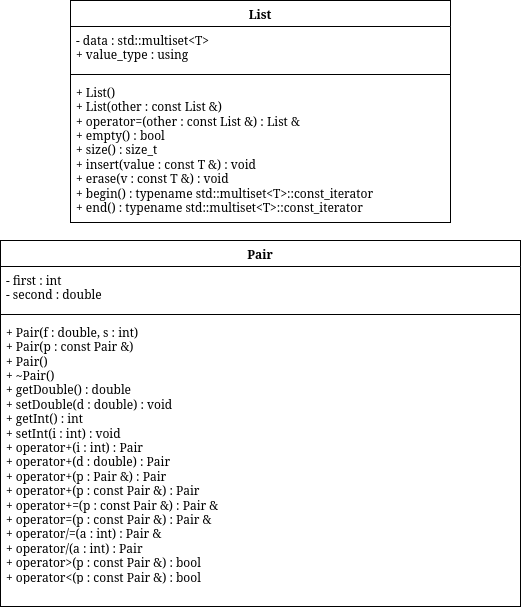 List
- data : std::multiset<T>
+ value_type : using
+ List()
+ List(other : const List &)
+ operator=(other : const List &) : List &
+ empty() : bool
+ size() : size_t
+ insert(value : const T &) : void
+ erase(v : const T &) : void
+ begin() : typename std::multiset<T>::const_iterator
+ end() : typename std::multiset<T>::const_iterator
Pair
- first : int
- second : double
+ Pair(f : double, s : int)
+ Pair(p : const Pair &)
+ Pair()
+ ~Pair()
+ getDouble() : double
+ setDouble(d : double) : void
+ getInt() : int
+ setInt(i : int) : void
+ operator+(i : int) : Pair
+ operator+(d : double) : Pair
+ operator+(p : Pair &) : Pair
+ operator+(p : const Pair &) : Pair
+ operator+=(p : const Pair &) : Pair &
+ operator=(p : const Pair &) : Pair &
+ operator/=(a : int) : Pair &
+ operator/(a : int) : Pair
+ operator>(p : const Pair &) : bool
+ operator<(p : const Pair &) : bool